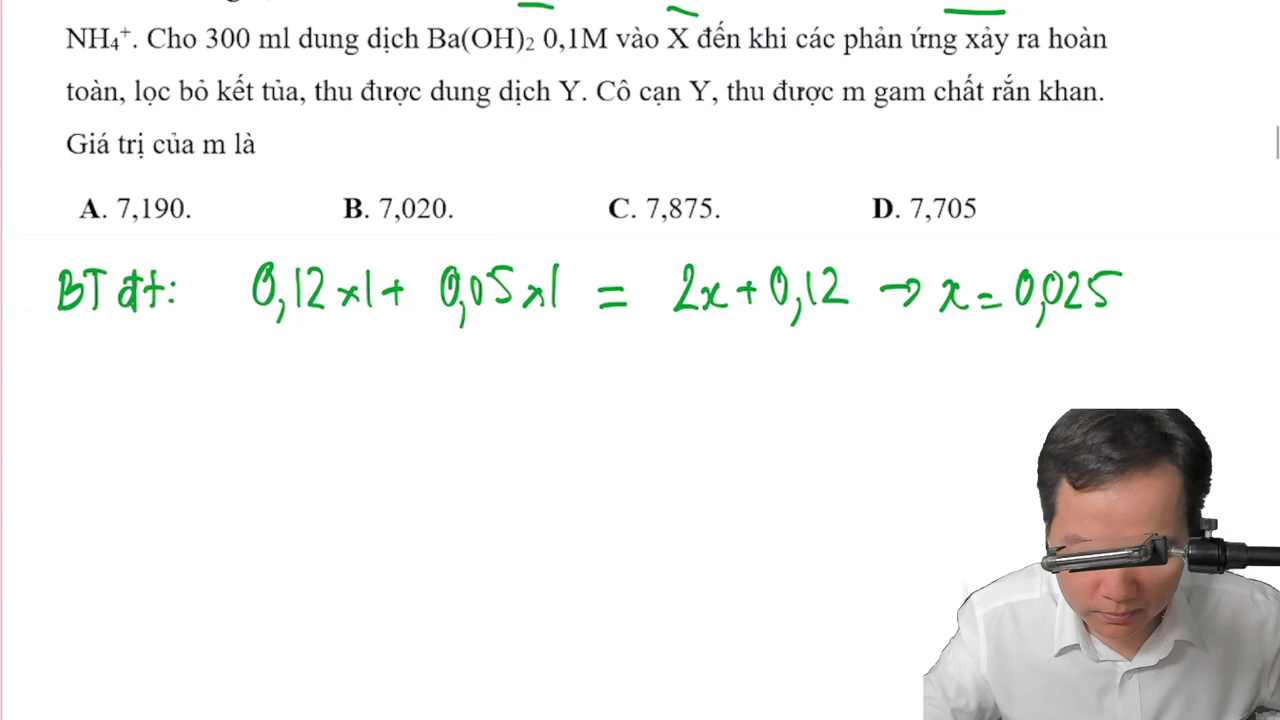 NH₄⁺. Cho 300 ml dung dịch Ba(OH)₂ 0,1M vào X đến khi các phản ứng xảy ra hoàn
toàn, lọc bỏ kết tủa, thu được dung dịch Y. Cô cạn Y, thu được m gam chất rắn khan.
Giá trị của m là
A. 7,190. B. 7,020. C. 7,875. D. 7,705
BT đt: 0,12 x1 + 0,05 x1 = 2x + 0,12 → x = 0,025